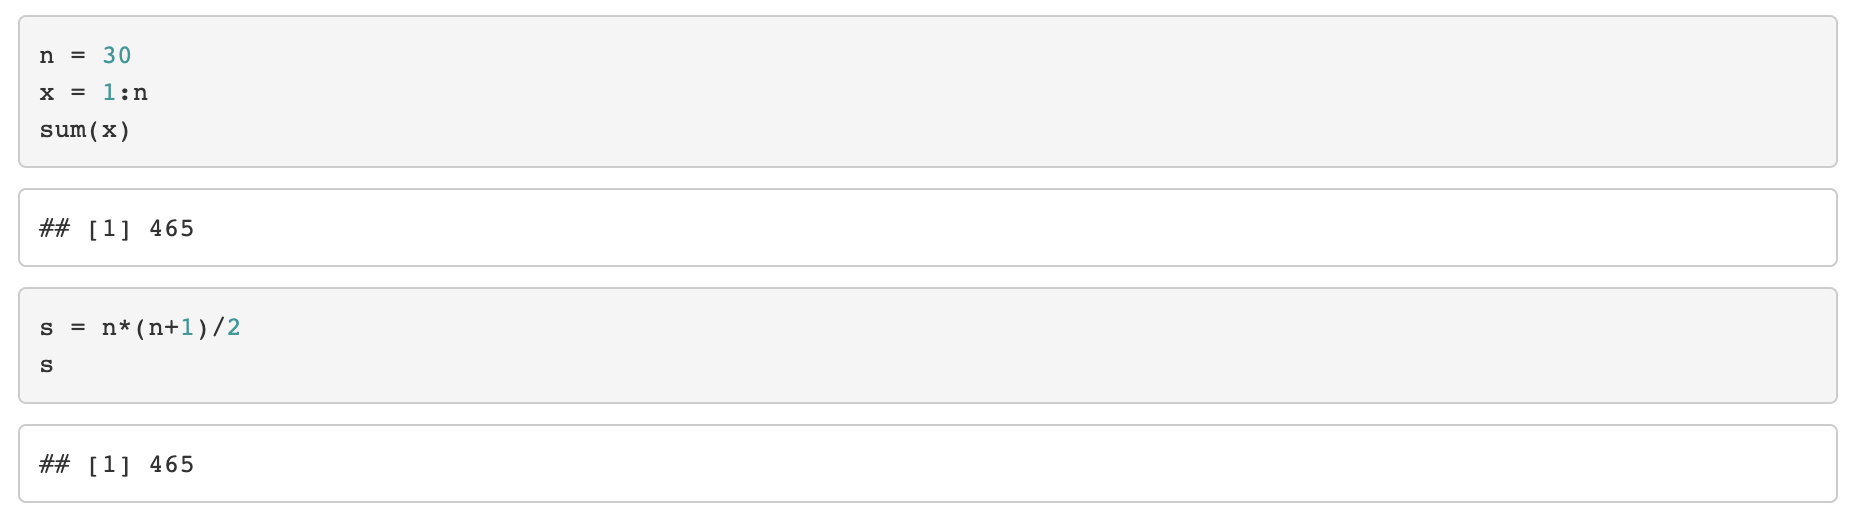 n = 30
x = 1:n
sum(x)
## [1] 465
s = n*(n+1)/2
s
## [1] 465